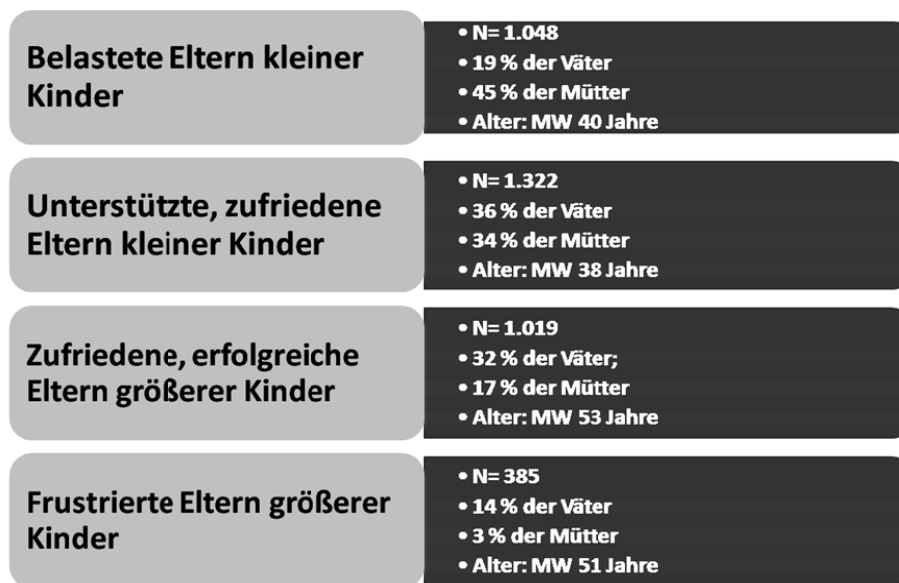 Belastete Eltern kleiner
Kinder
• N= 1.048
• 19 % der Väter
• 45 % der Mütter
• Alter: MW 40 Jahre
Unterstützte, zufriedene
Eltern kleiner Kinder
• N= 1.322
• 36 % der Väter
• 34 % der Mütter
• Alter: MW 38 Jahre
Zufriedene, erfolgreiche
Eltern größerer Kinder
• N= 1.019
• 32 % der Väter;
• 17 % der Mütter
• Alter: MW 53 Jahre
Frustrierte Eltern größerer
Kinder
• N= 385
• 14 % der Väter
• 3 % der Mütter
• Alter: MW 51 Jahre